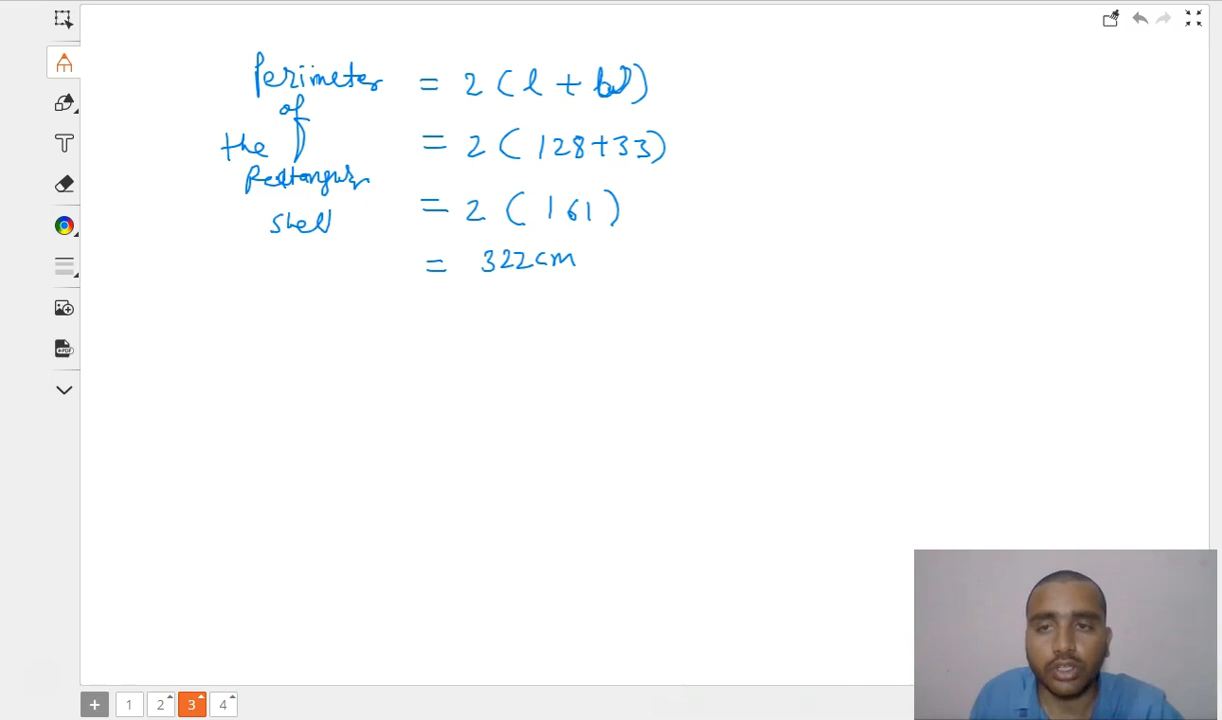 Perimeter = 2 (l + b)
of
the = 2 ( 128+33)
Rectangular
shell = 2 ( 161 )
= 322cm
1 2 3 4